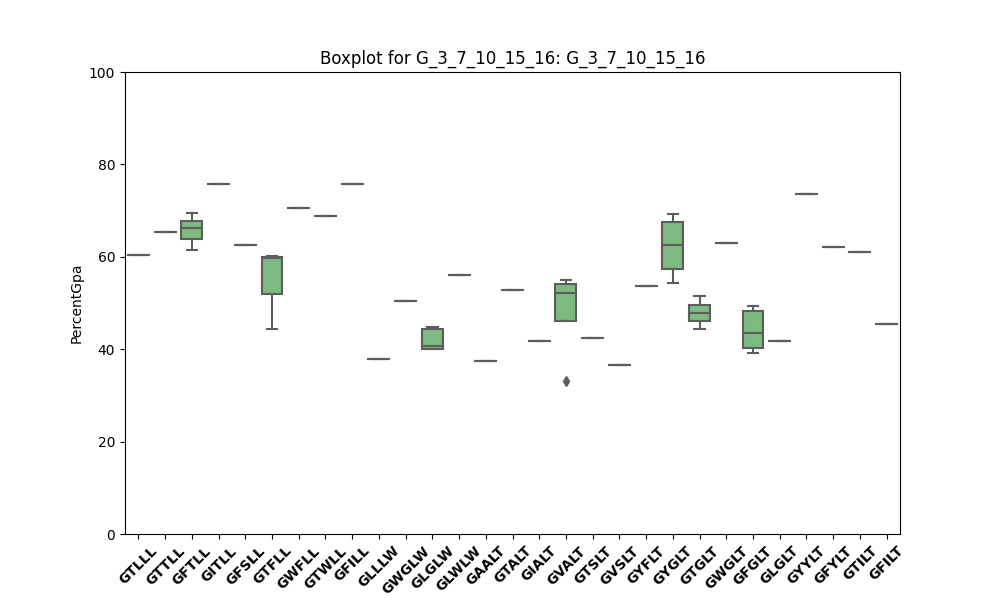 Boxplot for G_3_7_10_15_16: G_3_7_10_15_16
PercentGpa
100
80
60
40
20
0
GTLLL
GTTLL
GFTLL
GITLL
GFSLL
GTFLL
GWFLL
GTWLL
GFILL
GLLLW
GWGLW
GLGLW
GLWLW
GAALT
GTALT
GIALT
GVALT
GTSLT
GVSLT
GYFLT
GYGLT
GTGLT
GWGLT
GFGLT
GLGLT
GYYLT
GFYLT
GTILT
GFILT